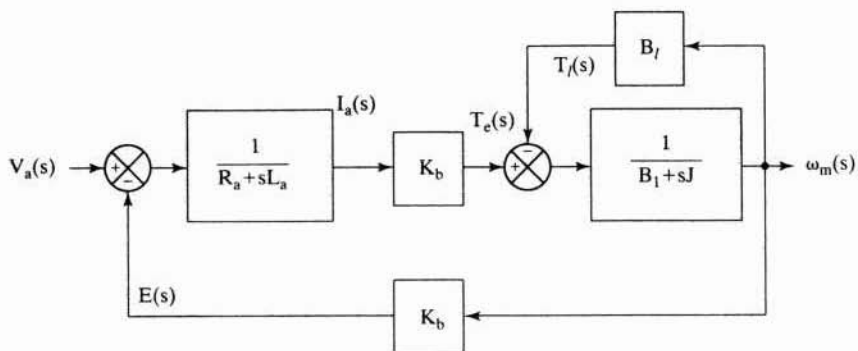 B_l
T_l(s)
I_a(s)
T_e(s)
V_a(s)
+
−
1
R_a + sL_a
K_b
+
−
1
B_1 + sJ
ω_m(s)
E(s)
K_b